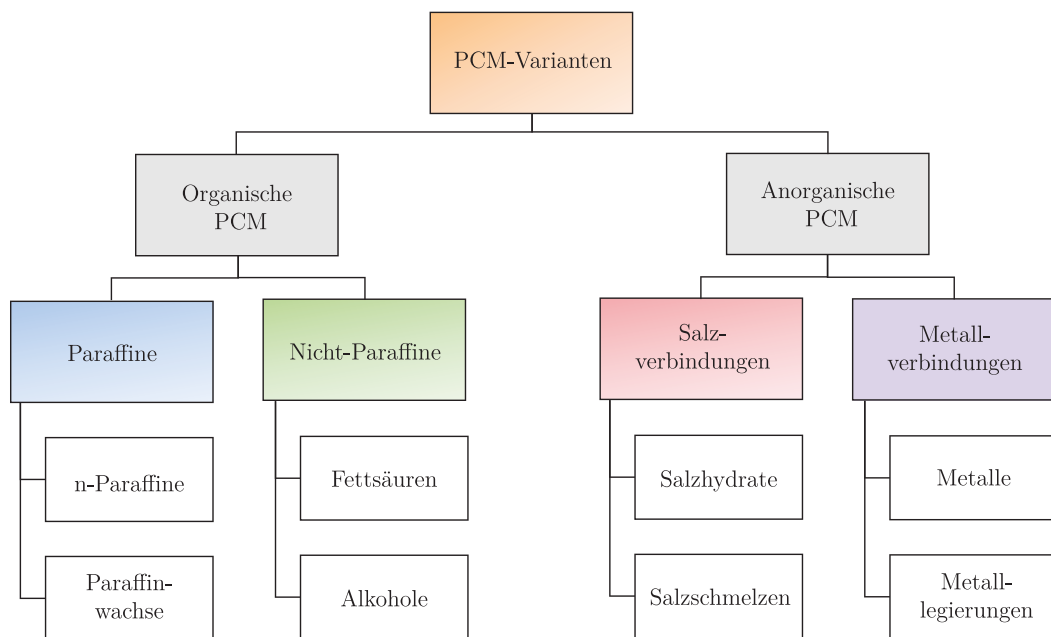 PCM-Varianten
Organische
PCM
Anorganische
PCM
Paraffine
Nicht-Paraffine
Salz-
verbindungen
Metall-
verbindungen
n-Paraffine
Fettsäuren
Salzhydrate
Metalle
Paraffin-
wachse
Alkohole
Salzschmelzen
Metall-
legierungen